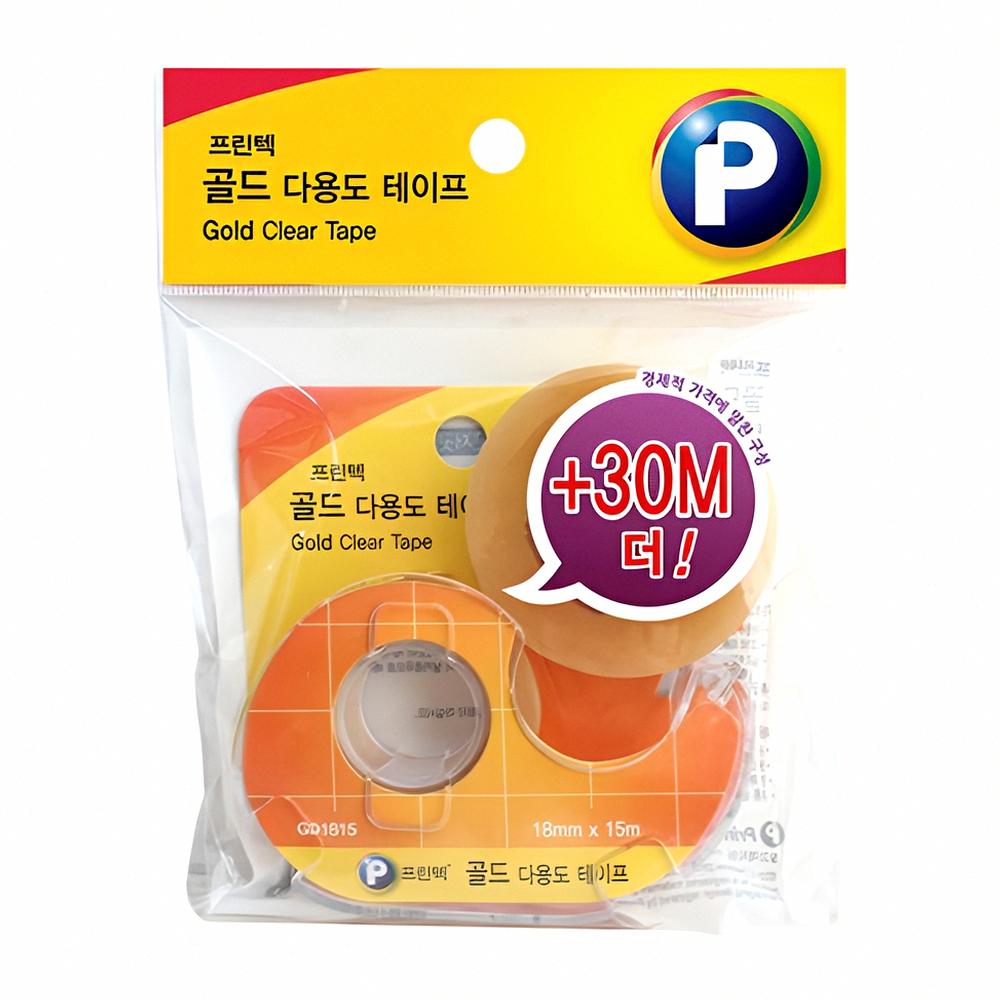 프린텍
골드 다용도 테이프
Gold Clear Tape
P
경제적 가격에 알찬 구성
+30M
더!
프린텍
골드 다용도 테이
Gold Clear Tape
GD1815
18mm x 15m
P 프린텍 골드 다용도 테이프